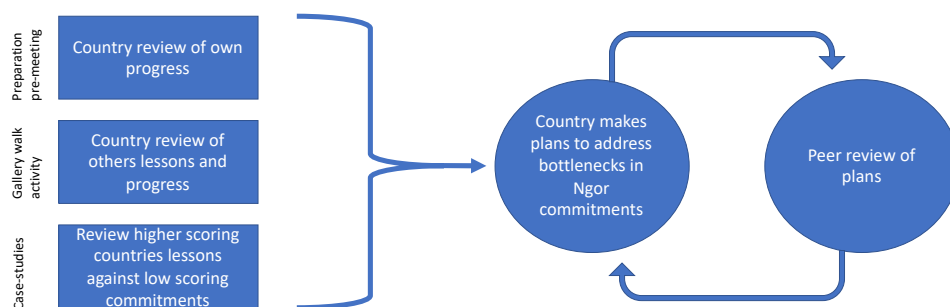 Preparation
pre-meeting
Country review of own
progress
Gallery walk
activity
Country review of
others lessons and
progress
Case-studies
Review higher scoring
countries lessons
against low scoring
commitments
Country makes
plans to address
bottlenecks in
Ngor
commitments
Peer review of
plans